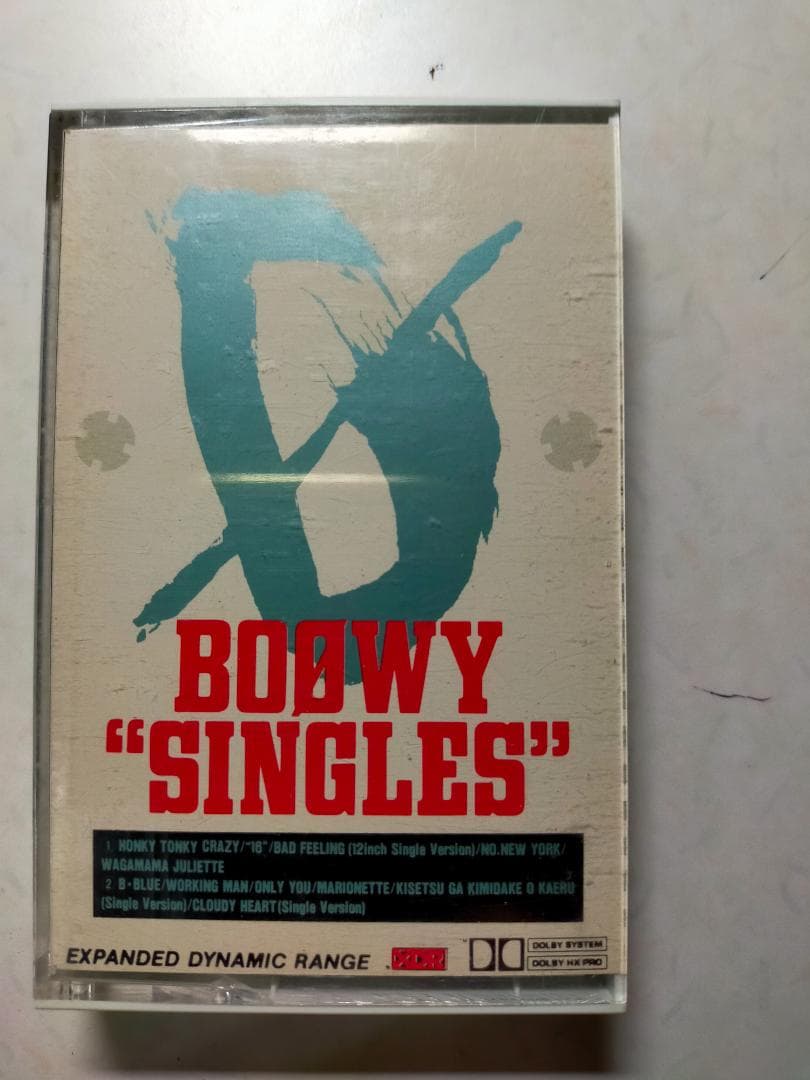 BOØWY
“SINGLES”
1 HONKY TONKY CRAZY/“16”/BAD FEELING (12inch Single Version)/NO. NEW YORK/
WAGAMAMA JULIETTE
2 B・BLUE/WORKING MAN/ONLY YOU/MARIONETTE/KISETSU GA KIMIDAKE O KAERU
(Single Version)/CLOUDY HEART(Single Version)
EXPANDED DYNAMIC RANGE XDR DOLBY SYSTEM
DOLBY HX PRO